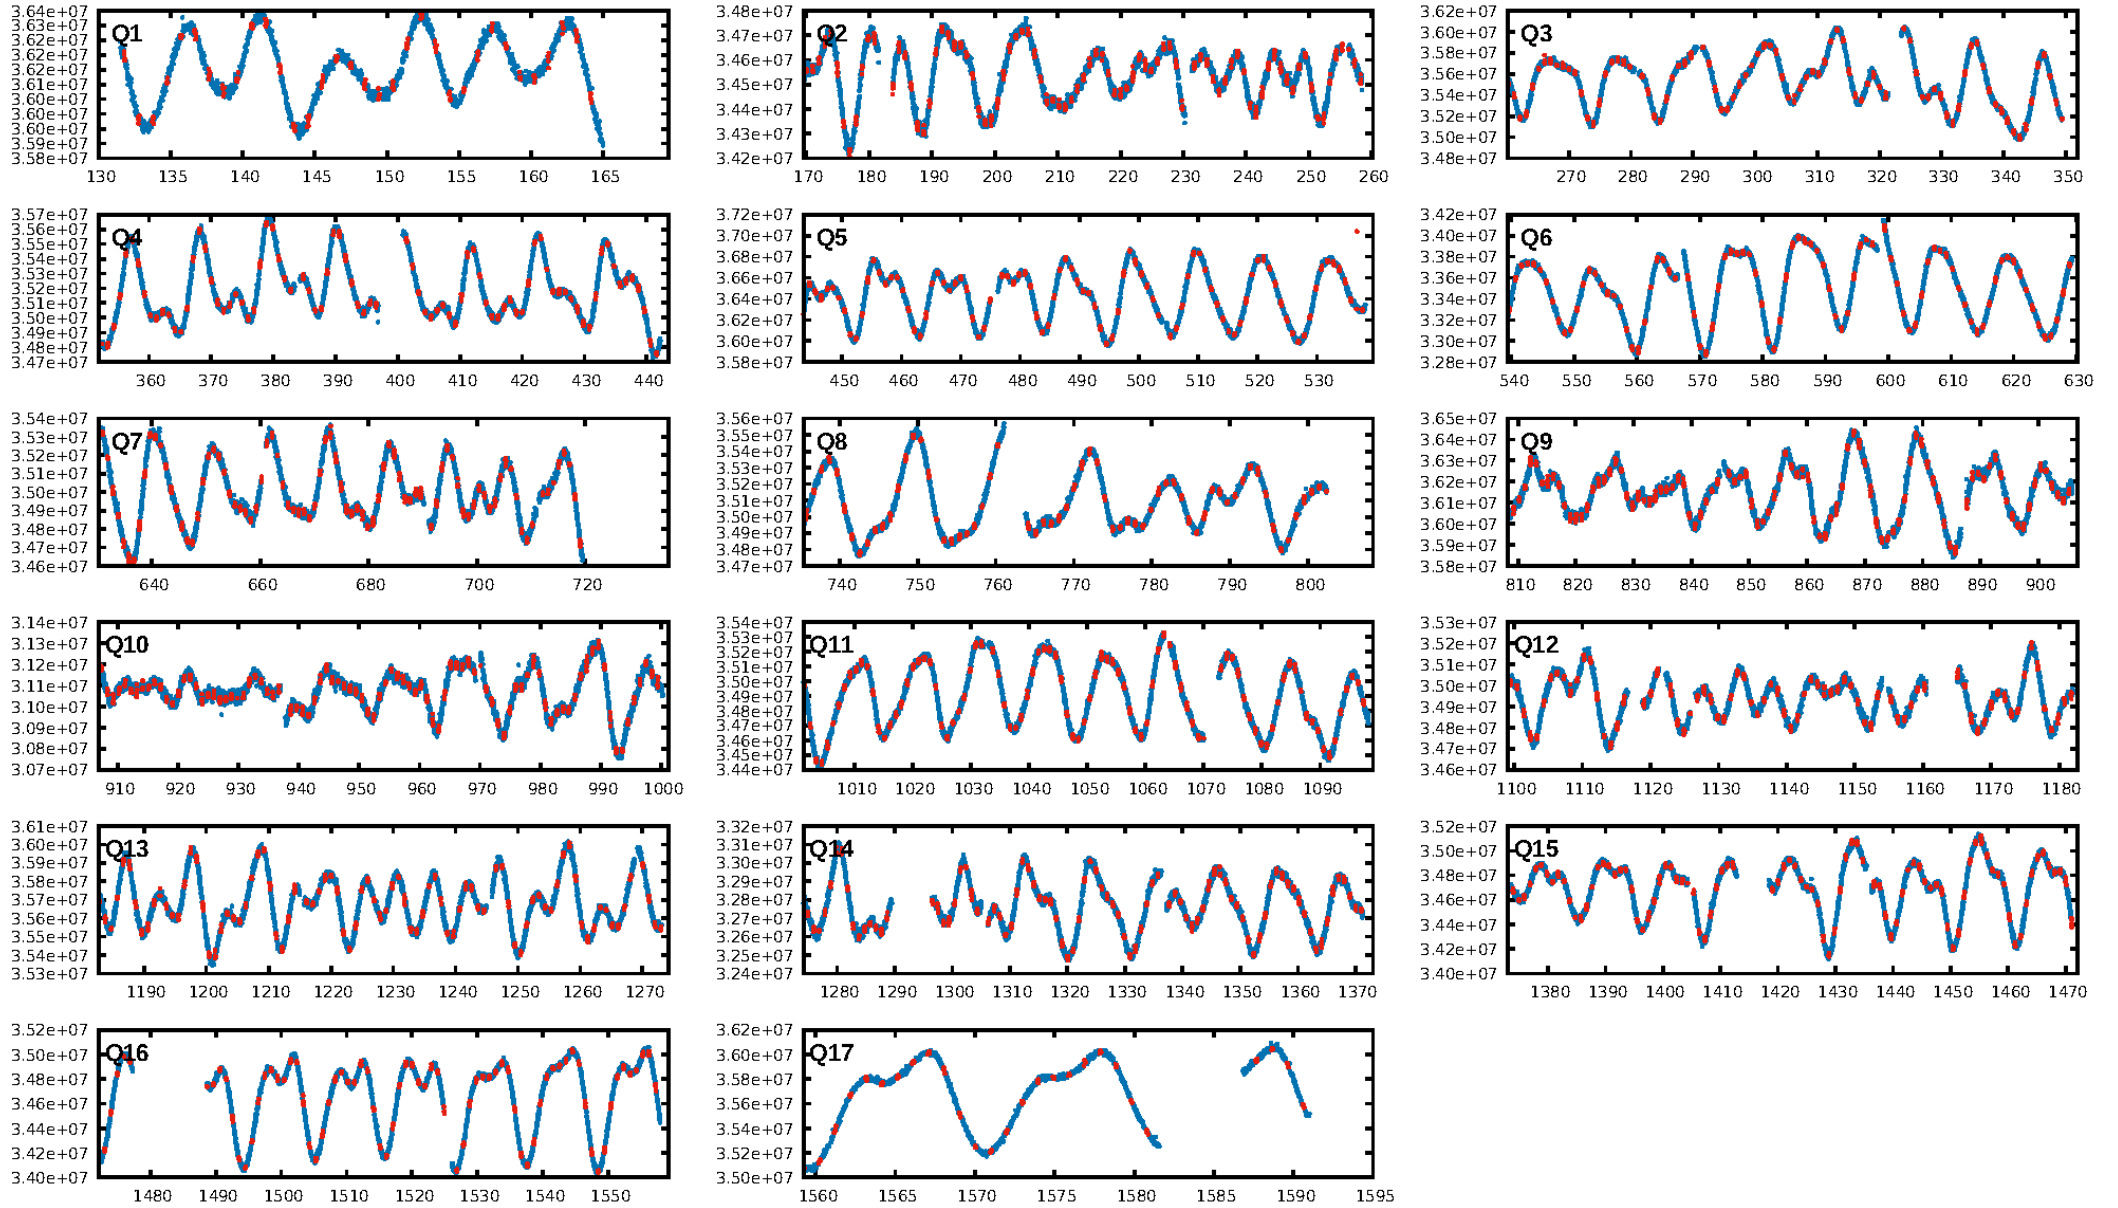 3.64e+07
3.63e+07
3.62e+07
3.62e+07
3.61e+07
3.60e+07
3.60e+07
3.59e+07
3.58e+07
Q1
130 135 140 145 150 155 160 165
3.48e+07
3.47e+07
3.46e+07
3.45e+07
3.44e+07
3.43e+07
3.42e+07
Q2
170 180 190 200 210 220 230 240 250 260
3.62e+07
3.60e+07
3.58e+07
3.56e+07
3.54e+07
3.52e+07
3.50e+07
3.48e+07
Q3
270 280 290 300 310 320 330 340 350
3.57e+07
3.56e+07
3.55e+07
3.54e+07
3.53e+07
3.52e+07
3.51e+07
3.50e+07
3.49e+07
3.48e+07
3.47e+07
Q4
360 370 380 390 400 410 420 430 440
3.72e+07
3.70e+07
3.68e+07
3.66e+07
3.64e+07
3.62e+07
3.60e+07
3.58e+07
Q5
450 460 470 480 490 500 510 520 530
3.42e+07
3.40e+07
3.38e+07
3.36e+07
3.34e+07
3.32e+07
3.30e+07
3.28e+07
Q6
540 550 560 570 580 590 600 610 620 630
3.54e+07
3.53e+07
3.52e+07
3.51e+07
3.50e+07
3.49e+07
3.48e+07
3.47e+07
3.46e+07
Q7
640 660 680 700 720
3.56e+07
3.55e+07
3.54e+07
3.53e+07
3.52e+07
3.51e+07
3.50e+07
3.49e+07
3.48e+07
3.47e+07
Q8
740 750 760 770 780 790 800
3.65e+07
3.64e+07
3.63e+07
3.62e+07
3.61e+07
3.60e+07
3.59e+07
3.58e+07
Q9
810 820 830 840 850 860 870 880 890 900
3.14e+07
3.13e+07
3.12e+07
3.11e+07
3.10e+07
3.09e+07
3.08e+07
3.07e+07
Q10
910 920 930 940 950 960 970 980 990 1000
3.54e+07
3.53e+07
3.52e+07
3.51e+07
3.50e+07
3.49e+07
3.48e+07
3.47e+07
3.46e+07
3.45e+07
3.44e+07
Q11
1010 1020 1030 1040 1050 1060 1070 1080 1090
3.53e+07
3.52e+07
3.51e+07
3.50e+07
3.49e+07
3.48e+07
3.47e+07
3.46e+07
Q12
1100 1110 1120 1130 1140 1150 1160 1170 1180
3.61e+07
3.60e+07
3.59e+07
3.58e+07
3.57e+07
3.56e+07
3.55e+07
3.54e+07
3.53e+07
Q13
1190 1200 1210 1220 1230 1240 1250 1260 1270
3.32e+07
3.31e+07
3.30e+07
3.29e+07
3.28e+07
3.27e+07
3.26e+07
3.25e+07
3.24e+07
Q14
1280 1290 1300 1310 1320 1330 1340 1350 1360 1370
3.52e+07
3.50e+07
3.48e+07
3.46e+07
3.44e+07
3.42e+07
3.40e+07
Q15
1380 1390 1400 1410 1420 1430 1440 1450 1460 1470
3.52e+07
3.50e+07
3.48e+07
3.46e+07
3.44e+07
3.42e+07
3.40e+07
Q16
1480 1490 1500 1510 1520 1530 1540 1550
3.62e+07
3.60e+07
3.58e+07
3.56e+07
3.54e+07
3.52e+07
3.50e+07
Q17
1560 1565 1570 1575 1580 1585 1590 1595